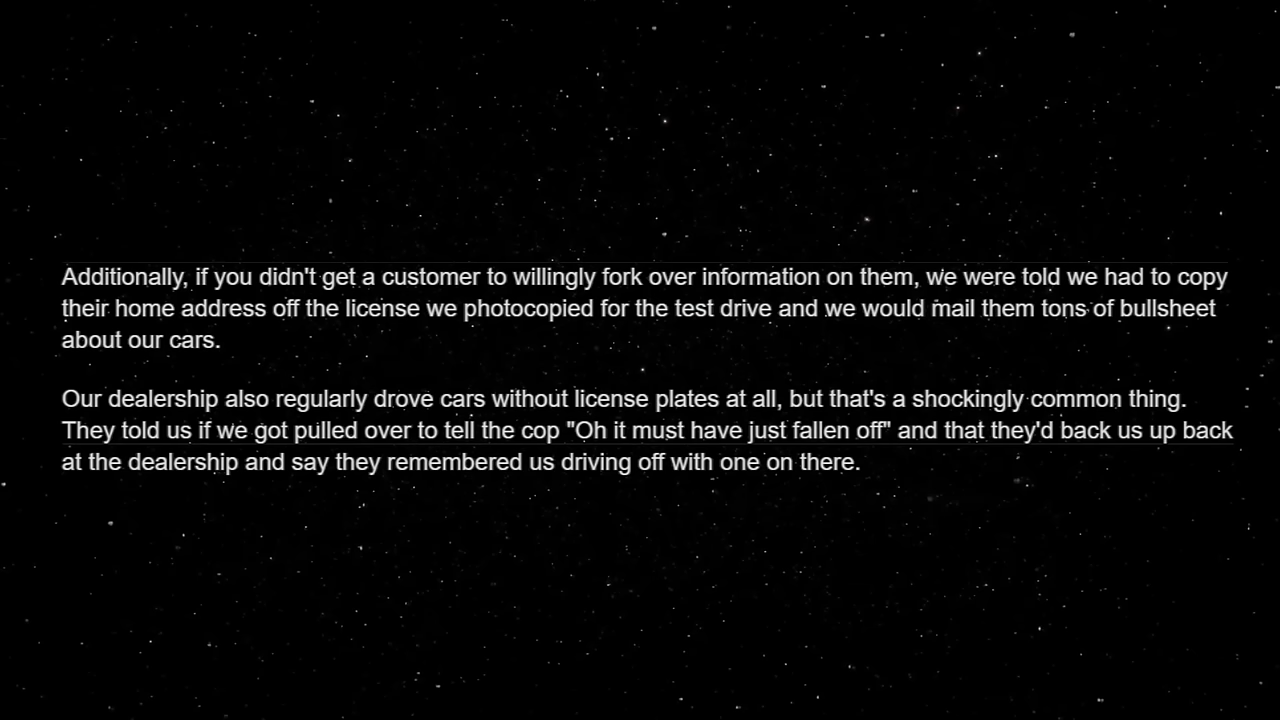 Additionally, if you didn't get a customer to willingly fork over information on them, we were told we had to copy
their home address off the license we photocopied for the test drive and we would mail them tons of bullsheet
about our cars.
Our dealership also regularly drove cars without license plates at all, but that's a shockingly common thing.
They told us if we got pulled over to tell the cop "Oh it must have just fallen off" and that they'd back us up back
at the dealership and say they remembered us driving off with one on there.